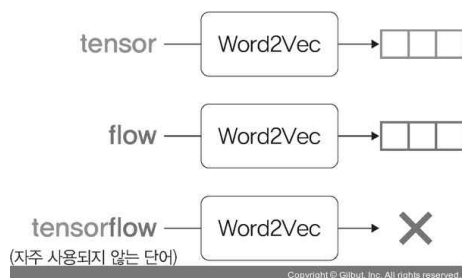 tensor Word2Vec
flow Word2Vec
tensorflow Word2Vec
(자주 사용되지 않는 단어)
Copyright © Gilbut, Inc. All rights reserved